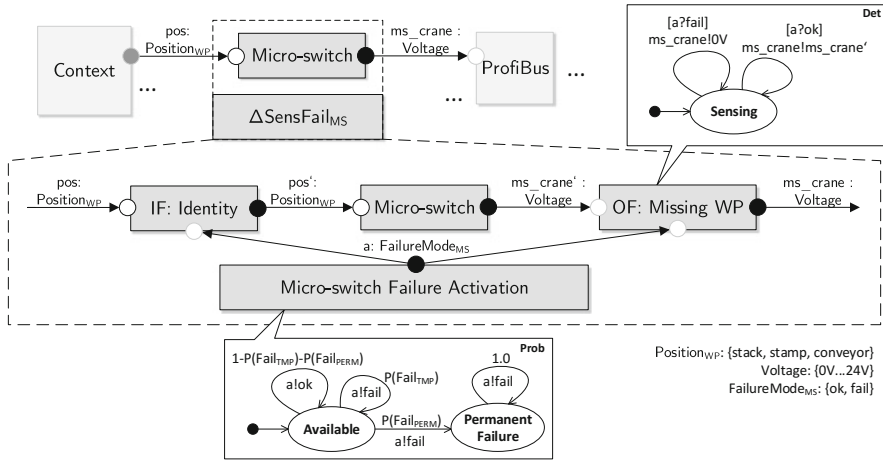 Det
pos:
Position_WP
ms_crane :
Voltage
Context
Micro-switch
ProfiBus
...
...
...
ΔSensFail_MS
[a?fail]
ms_crane!0V
[a?ok]
ms_crane!ms_crane‘
Sensing
pos:
Position_WP
IF: Identity
pos‘:
Position_WP
Micro-switch
ms_crane‘ :
Voltage
OF: Missing WP
ms_crane :
Voltage
a: FailureMode_MS
Micro-switch Failure Activation
Prob
1-P(Fail_TMP)-P(Fail_PERM)
a!ok
P(Fail_TMP)
a!fail
1.0
a!fail
Available
P(Fail_PERM)
a!fail
Permanent
Failure
Position_WP: {stack, stamp, conveyor}
Voltage: {0V...24V}
FailureMode_MS: {ok, fail}